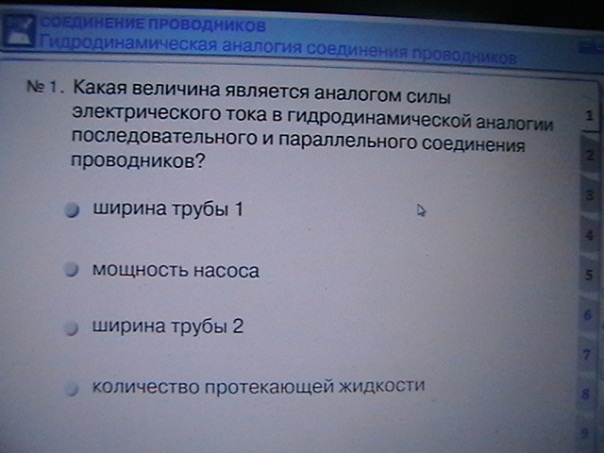 СОЕДИНЕНИЕ ПРОВОДНИКОВ
Гидродинамическая аналогия соединения проводников
№ 1. Какая величина является аналогом силы
электрического тока в гидродинамической аналогии
последовательного и параллельного соединения
проводников?
ширина трубы 1
мощность насоса
ширина трубы 2
количество протекающей жидкости
1
2
3
4
5
6
7
8
9